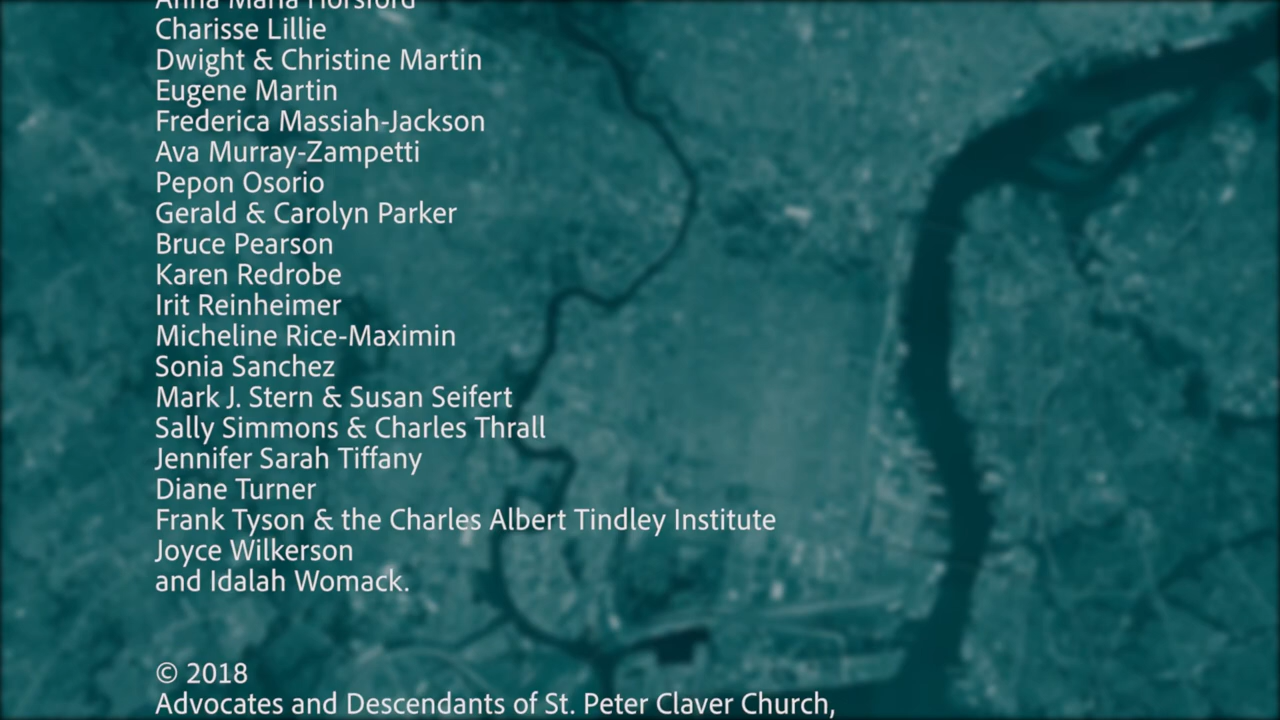 Anna Maria Horsford
Charisse Lillie
Dwight & Christine Martin
Eugene Martin
Frederica Massiah-Jackson
Ava Murray-Zampetti
Pepon Osorio
Gerald & Carolyn Parker
Bruce Pearson
Karen Redrobe
Irit Reinheimer
Micheline Rice-Maximin
Sonia Sanchez
Mark J. Stern & Susan Seifert
Sally Simmons & Charles Thrall
Jennifer Sarah Tiffany
Diane Turner
Frank Tyson & the Charles Albert Tindley Institute
Joyce Wilkerson
and Idalah Womack.
© 2018
Advocates and Descendants of St. Peter Claver Church,